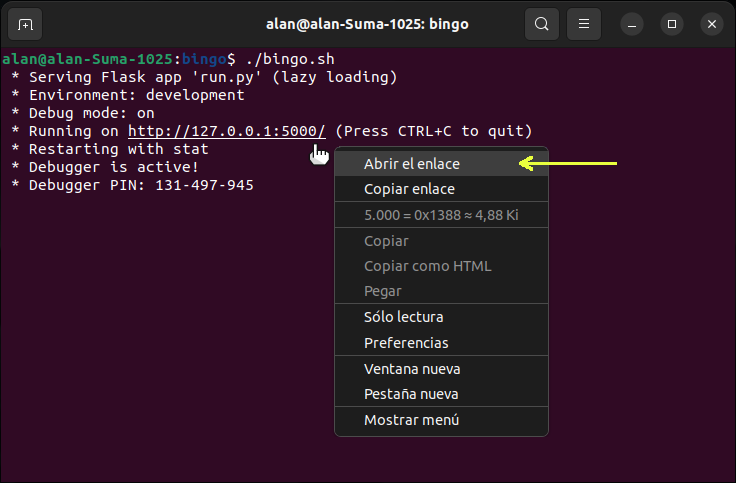 alan@alan-Suma-1025: bingo
alan@alan-Suma-1025:bingo$ ./bingo.sh
* Serving Flask app 'run.py' (lazy loading)
* Environment: development
* Debug mode: on
* Running on http://127.0.0.1:5000/ (Press CTRL+C to quit)
* Restarting with stat
* Debugger is active!
* Debugger PIN: 131-497-945
Abrir el enlace
Copiar enlace
5.000 = 0x1388 ≈ 4,88 Ki
Copiar
Copiar como HTML
Pegar
Sólo lectura
Preferencias
Ventana nueva
Pestaña nueva
Mostrar menú